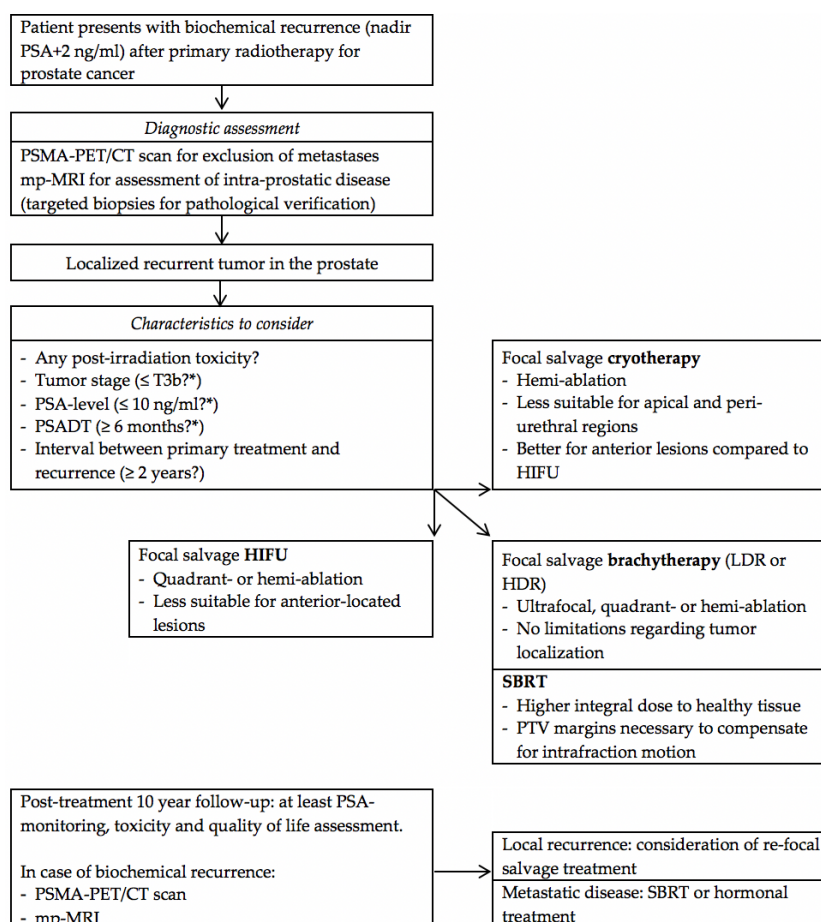 Patient presents with biochemical recurrence (nadir
PSA+2 ng/ml) after primary radiotherapy for
prostate cancer
Diagnostic assessment
PSMA-PET/CT scan for exclusion of metastases
mp-MRI for assessment of intra-prostatic disease
(targeted biopsies for pathological verification)
Localized recurrent tumor in the prostate
Characteristics to consider
- Any post-irradiation toxicity?
- Tumor stage (≤ T3b?*)
- PSA-level (≤ 10 ng/ml?*)
- PSADT (≥ 6 months?*)
- Interval between primary treatment and
recurrence (≥ 2 years?)
Focal salvage cryotherapy
- Hemi-ablation
- Less suitable for apical and peri-
urethral regions
- Better for anterior lesions compared to
HIFU
Focal salvage HIFU
- Quadrant- or hemi-ablation
- Less suitable for anterior-located
lesions
Focal salvage brachytherapy (LDR or
HDR)
- Ultrafocal, quadrant- or hemi-ablation
- No limitations regarding tumor
localization
SBRT
- Higher integral dose to healthy tissue
- PTV margins necessary to compensate
for intrafraction motion
Post-treatment 10 year follow-up: at least PSA-
monitoring, toxicity and quality of life assessment.
In case of biochemical recurrence:
- PSMA-PET/CT scan
- mp-MRI
Local recurrence: consideration of re-focal
salvage treatment
Metastatic disease: SBRT or hormonal
treatment